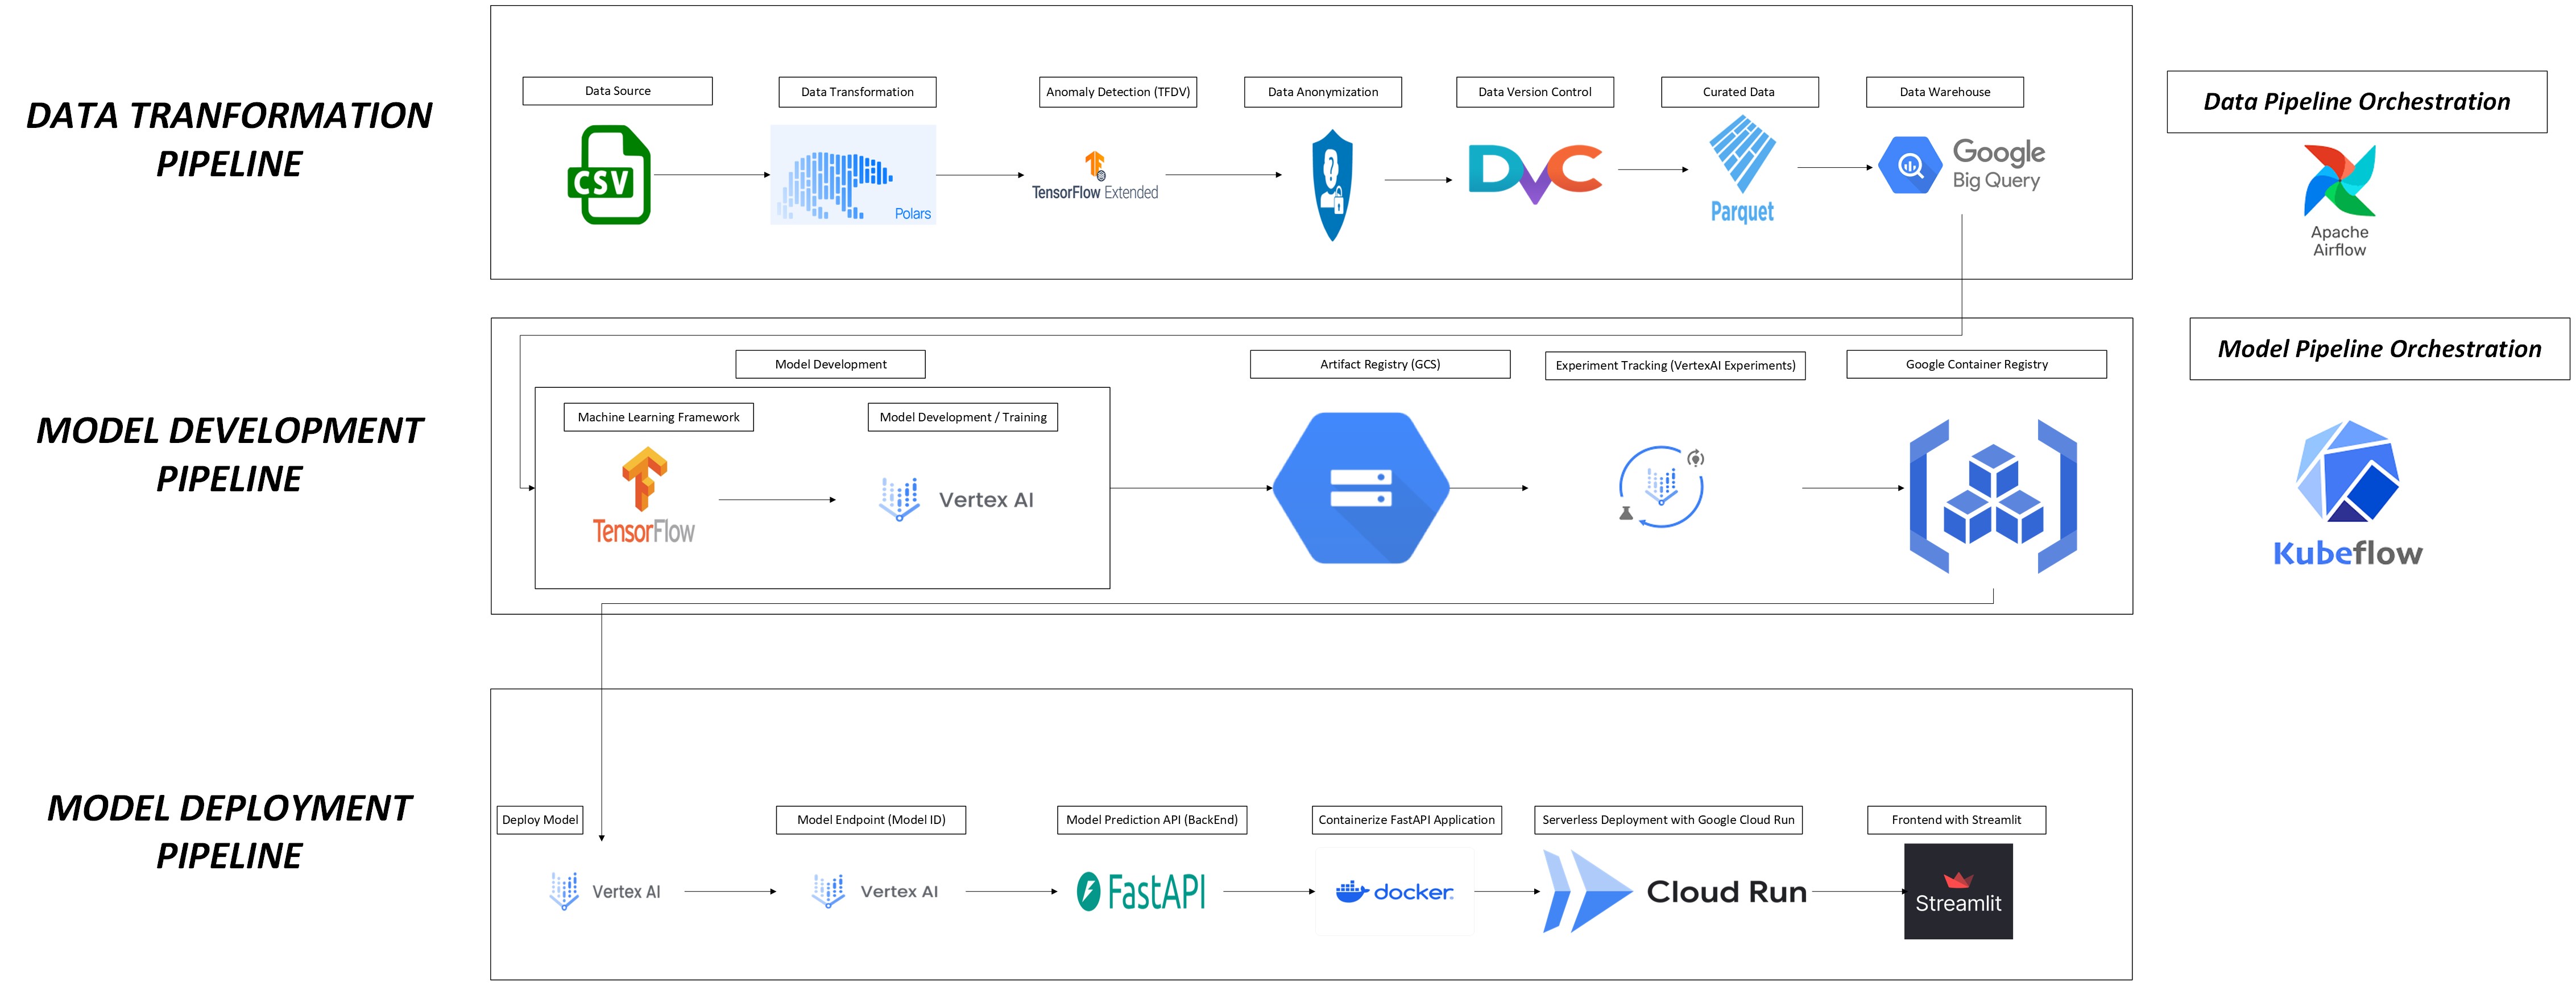 DATA TRANFORMATION
PIPELINE
Data Source
Data Transformation
Anomaly Detection (TFDV)
Data Anonymization
Data Version Control
Curated Data
Data Warehouse
CSV
Polars
TensorFlow Extended
?
DVC
Parquet
Google
Big Query
Data Pipeline Orchestration
Apache
Airflow
MODEL DEVELOPMENT
PIPELINE
Model Development
Artifact Registry (GCS)
Experiment Tracking (VertexAI Experiments)
Google Container Registry
Machine Learning Framework
Model Development / Training
TensorFlow
Vertex AI
Model Pipeline Orchestration
Kubeflow
MODEL DEPLOYMENT
PIPELINE
Deploy Model
Model Endpoint (Model ID)
Model Prediction API (BackEnd)
Containerize FastAPI Application
Serverless Deployment with Google Cloud Run
Frontend with Streamlit
Vertex AI
Vertex AI
FastAPI
docker
Cloud Run
Streamlit